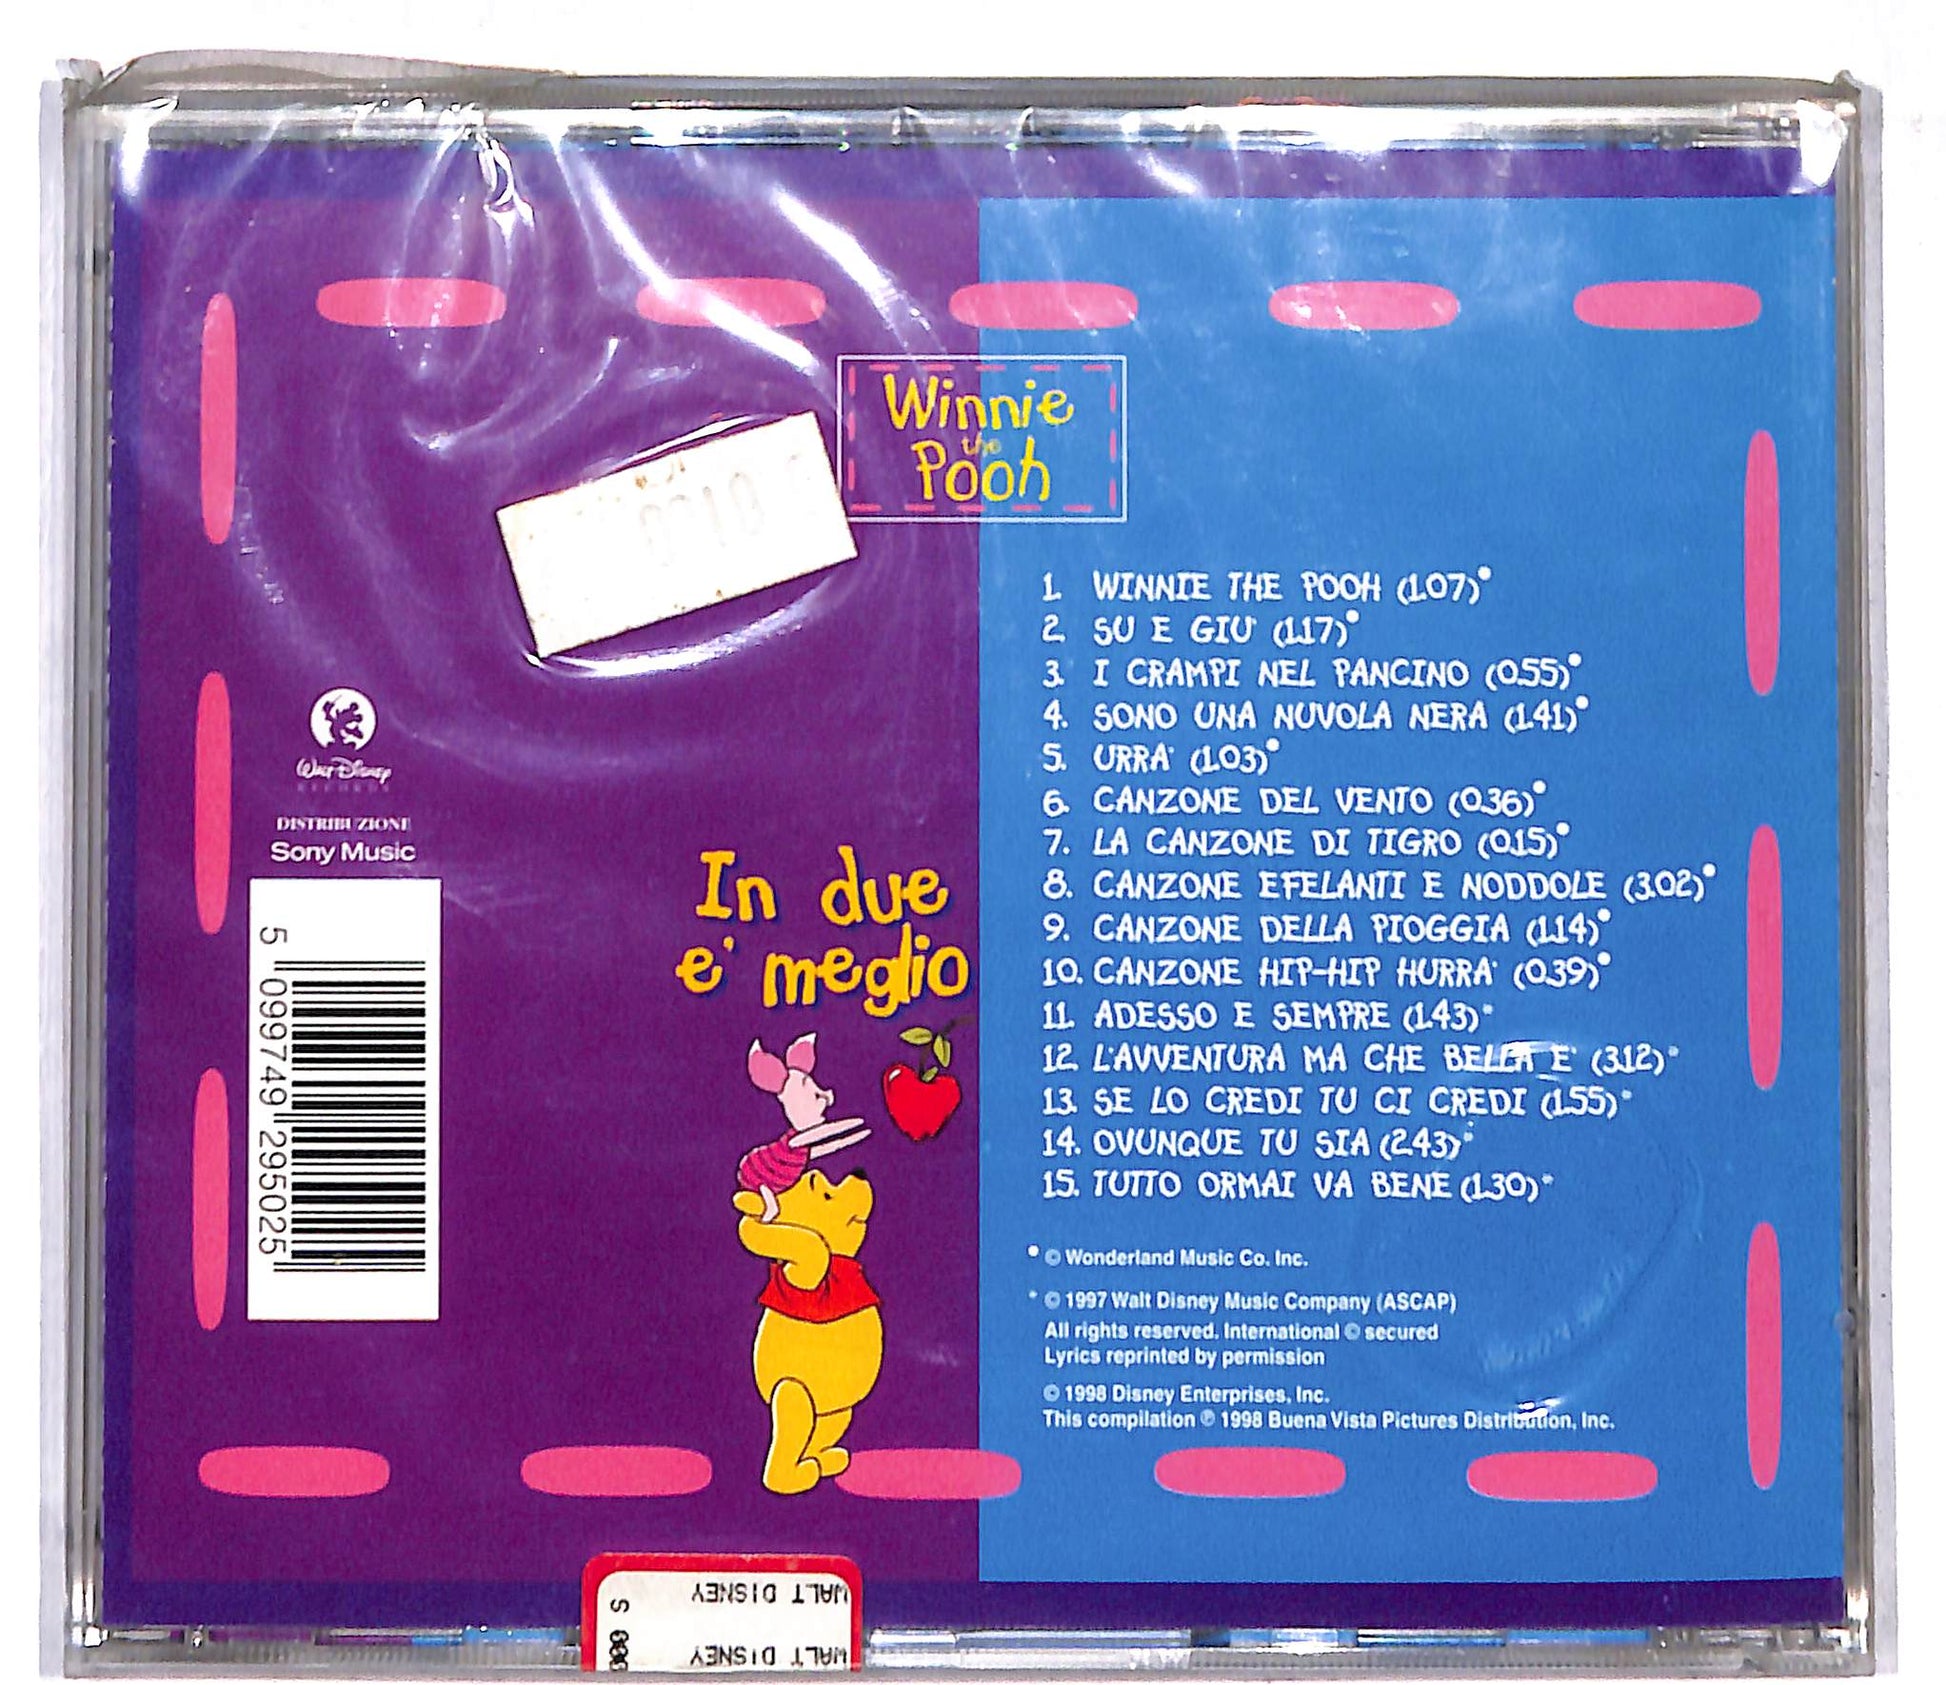 Winnie
the
Pooh
1. WINNIE THE POOH (1.07)•
2. SU E GIU' (1.17)•
3. I CRAMPI NEL PANCINO (0.55)•
4. SONO UNA NUVOLA NERA (1.41)•
5. URRA' (1.03)•
6. CANZONE DEL VENTO (0.36)•
7. LA CANZONE DI TIGRO (0.15)•
8. CANZONE EFELANTI E NODDOLE (3.02)•
9. CANZONE DELLA PIOGGIA (1.14)•
10. CANZONE HIP-HIP HURRA' (0.39)•
11. ADESSO E SEMPRE (1.43)*
12. L'AVVENTURA MA CHE BELLA E' (3.12)*
13. SE LO CREDI TU CI CREDI (1.55)*
14. OVUNQUE TU SIA (2.43)*
15. TUTTO ORMAI VA BENE (1.30)*
• © Wonderland Music Co. Inc.
* © 1997 Walt Disney Music Company (ASCAP)
All rights reserved. International © secured
Lyrics reprinted by permission
© 1998 Disney Enterprises, Inc.
This compilation ℗ 1998 Buena Vista Pictures Distribution, Inc.
In due
e' meglio
WALT DISNEY
RECORDS
DISTRIBUZIONE
Sony Music
5 099749 295025
WALT DISNEY
WALT DISNEY
S